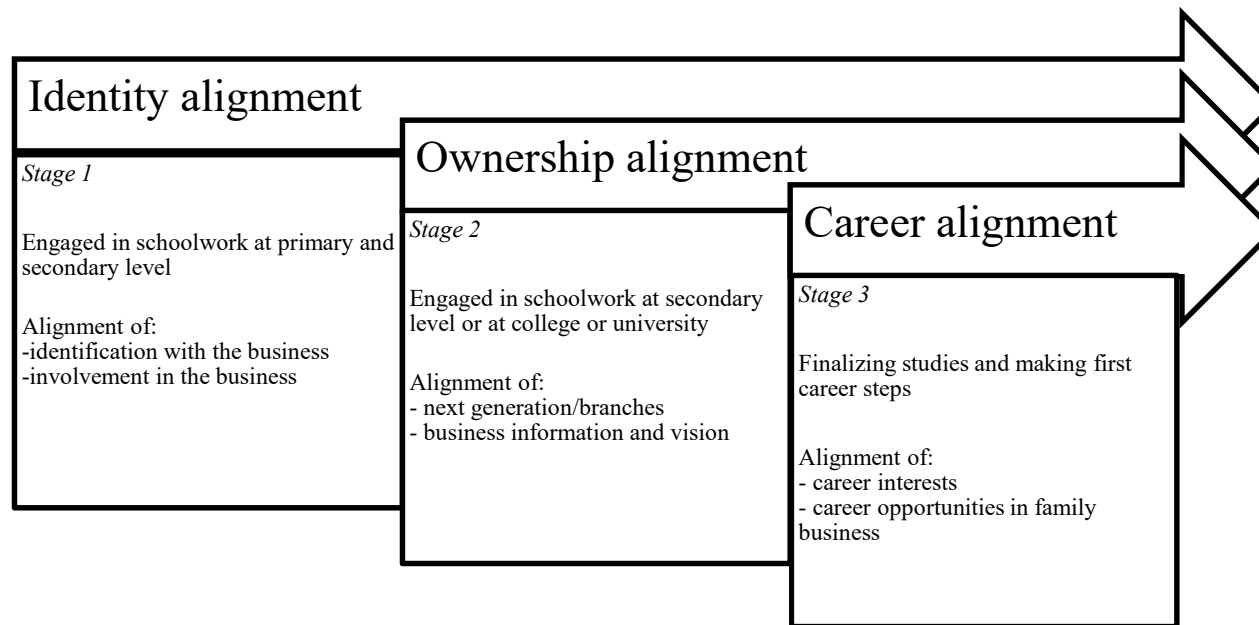 Identity alignment
Stage 1
Engaged in schoolwork at primary and
secondary level
Alignment of:
-identification with the business
-involvement in the business
Ownership alignment
Stage 2
Engaged in schoolwork at secondary
level or at college or university
Alignment of:
- next generation/branches
- business information and vision
Career alignment
Stage 3
Finalizing studies and making first
career steps
Alignment of:
- career interests
- career opportunities in family
business